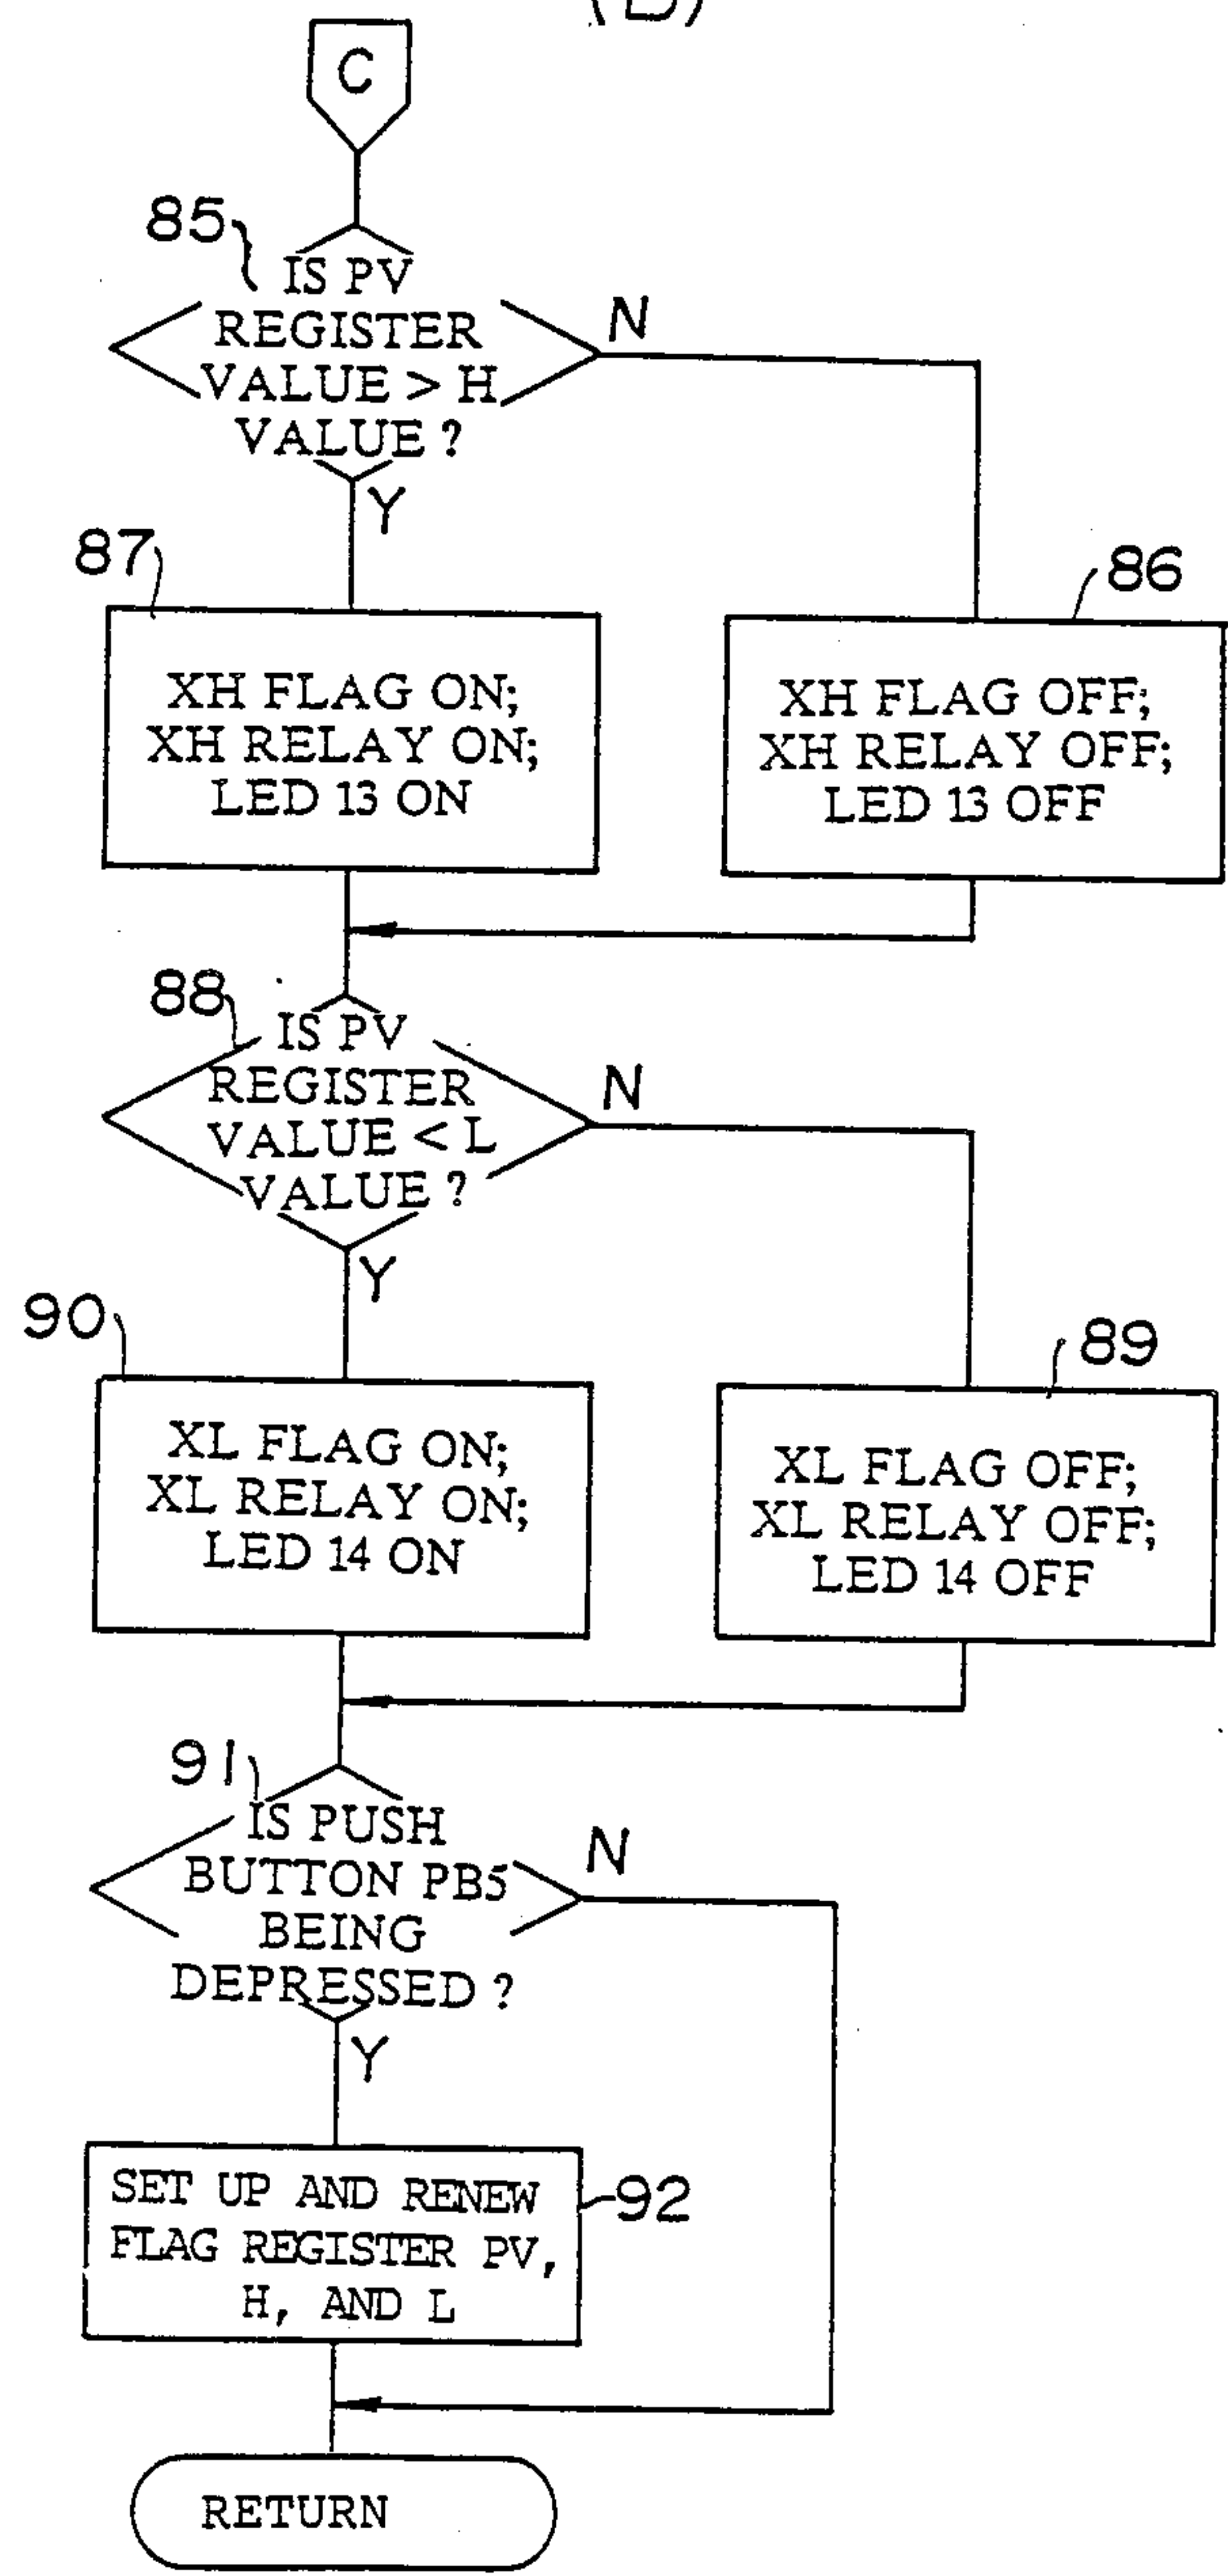 (B)
C
85
IS PV
REGISTER
VALUE > H
VALUE ?
N
Y
87
XH FLAG ON;
XH RELAY ON;
LED 13 ON
86
XH FLAG OFF;
XH RELAY OFF;
LED 13 OFF
88
IS PV
REGISTER
VALUE < L
VALUE ?
N
Y
90
XL FLAG ON;
XL RELAY ON;
LED 14 ON
89
XL FLAG OFF;
XL RELAY OFF;
LED 14 OFF
91
IS PUSH
BUTTON PB5
BEING
DEPRESSED ?
N
Y
SET UP AND RENEW
FLAG REGISTER PV,
H, AND L
92
RETURN